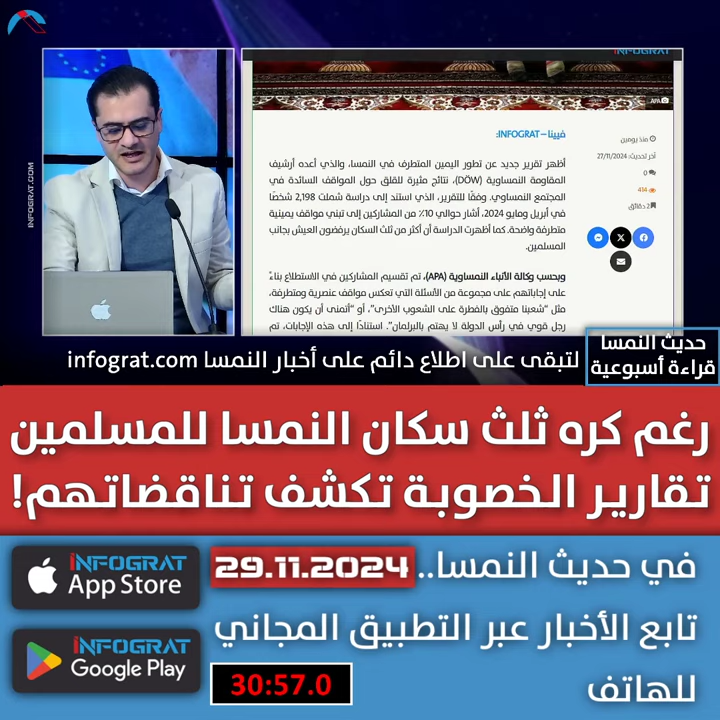 INFOGRAT
APA
INFOGRAT.COM
فيينا – INFOGRAT:
منذ يومين
آخر تحديث: 27/11/2024
0
414
2 دقائق
أظهر تقرير جديد عن تطور اليمين المتطرف في النمسا، والذي أعده أرشيف
المقاومة النمساوية (DÖW)، نتائج مثيرة للقلق حول المواقف السائدة في
المجتمع النمساوي. وفقًا للتقرير، الذي استند إلى دراسة شملت 2,198 شخصًا
في أبريل ومايو 2024، أشار حوالي 10٪ من المشاركين إلى تبني مواقف يمينية
متطرفة واضحة. كما أظهرت الدراسة أن أكثر من ثلث السكان يرفضون العيش بجانب
المسلمين.
وبحسب وكالة الأنباء النمساوية (APA)، تم تقسيم المشاركين في الاستطلاع بناءً
على إجاباتهم على مجموعة من الأسئلة التي تعكس مواقف عنصرية ومتطرفة،
مثل "شعبنا متفوق بالفطرة على الشعوب الأخرى"، أو "أتمنى أن يكون هناك
رجل قوي في رأس الدولة لا يهتم بالبرلمان". استنادًا إلى هذه الإجابات، تم
حديث النمسا
قراءة أسبوعية
لتبقى على اطلاع دائم على أخبار النمسا infograt.com
رغم كره ثلث سكان النمسا للمسلمين
تقارير الخصوبة تكشف تناقضاتهم!
في حديث النمسا.. 29.11.2024
تابع الأخبار عبر التطبيق المجاني
للهاتف
INFOGRAT
App Store
INFOGRAT
Google Play
30:57.0